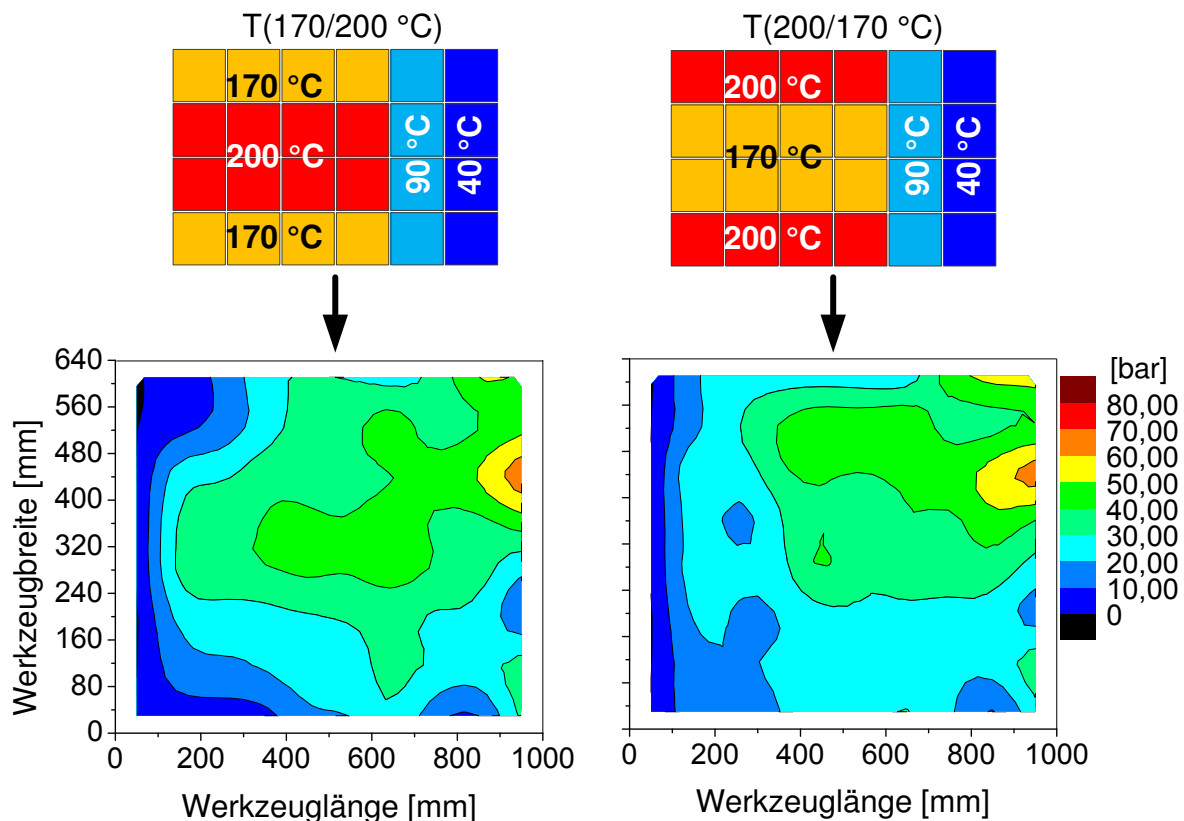 T(170/200 °C)
170 °C
200 °C
170 °C
90 °C
40 °C
T(200/170 °C)
200 °C
170 °C
200 °C
90 °C
40 °C
Werkzeugbreite [mm]
640
560
480
400
320
240
160
80
0
0 200 400 600 800 1000
Werkzeuglänge [mm]
0 200 400 600 800 1000
Werkzeuglänge [mm]
[bar]
80,00
70,00
60,00
50,00
40,00
30,00
20,00
10,00
0